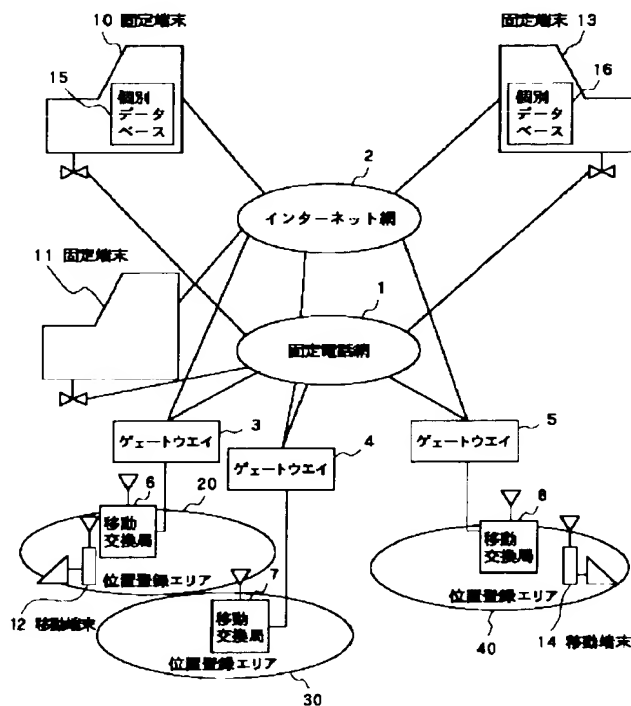 10 固定端末
固定端末 13
15
個別
データ
ベース
個別
データ
ベース
16
2
インターネット網
11 固定端末
1
固定電話網
3
ゲェートウエイ
4
ゲェートウエイ
5
ゲェートウエイ
6
20
移動
交換局
位置登録エリア
12 移動端末
7
移動
交換局
位置登録エリア
30
8
移動
交換局
位置登録エリア
40
14 移動端末